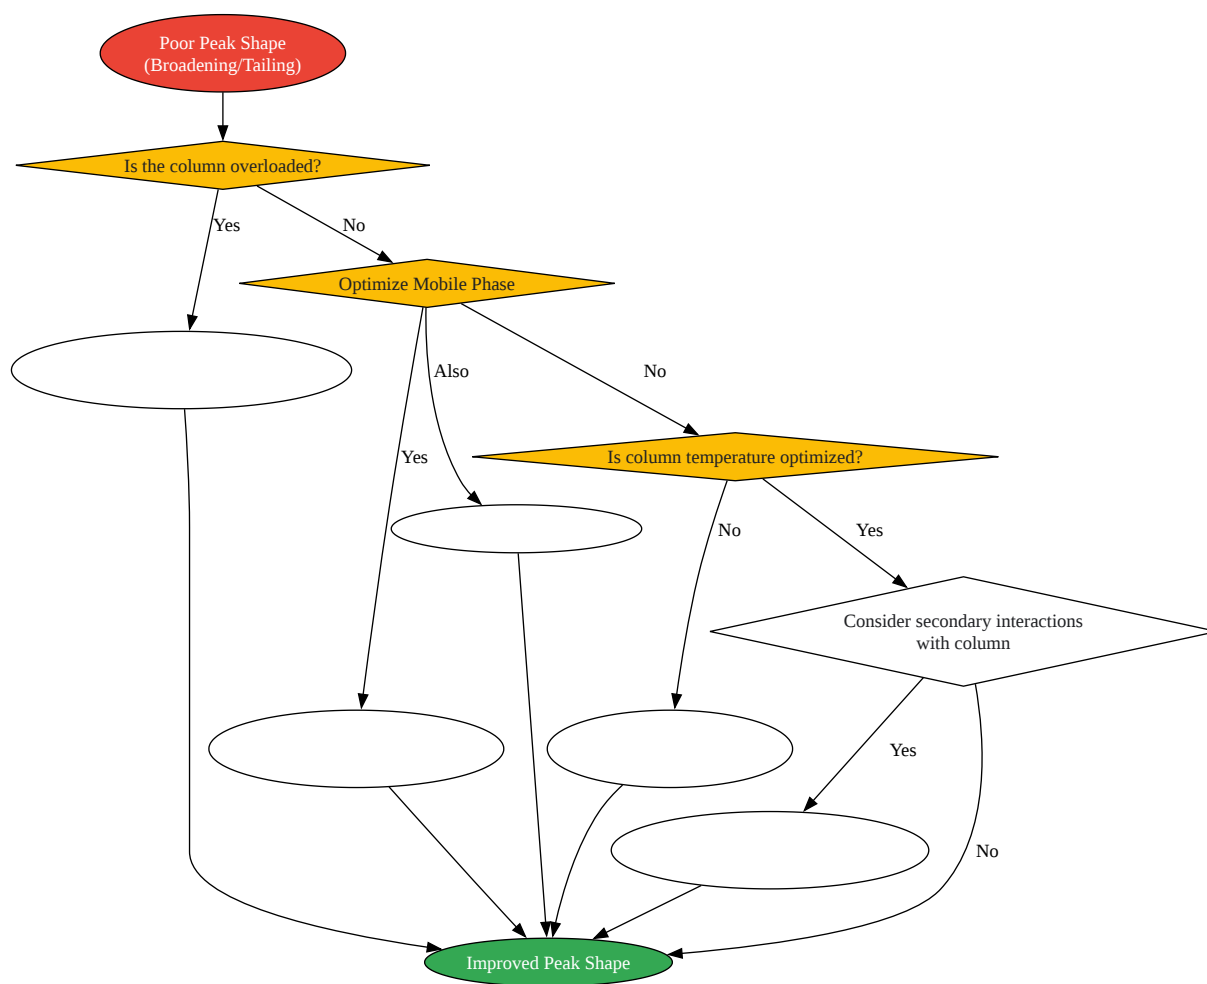 Poor Peak Shape
(Broadening/Tailing)
Is the column overloaded?
Yes
No
Optimize Mobile Phase
Also
No
Yes
Is column temperature optimized?
No
Yes
Consider secondary interactions
with column
Yes
No
Improved Peak Shape